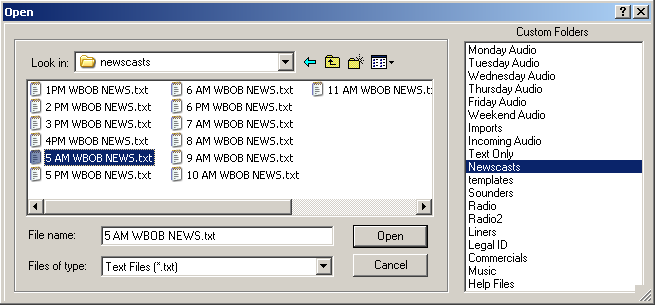 Open
Custom Folders
Look in: newscasts
1PM WBOB NEWS.txt
2 PM WBOB NEWS.txt
3 PM WBOB NEWS.txt
4PM WBOB NEWS.txt
5 AM WBOB NEWS.txt
5 PM WBOB NEWS.txt
6 AM WBOB NEWS.txt
6 PM WBOB NEWS.txt
7 AM WBOB NEWS.txt
8 AM WBOB NEWS.txt
9 AM WBOB NEWS.txt
10 AM WBOB NEWS.txt
11 AM WBOB NEWS.t
File name: 5 AM WBOB NEWS.txt
Open
Files of type: Text Files (*.txt)
Cancel
Monday Audio
Tuesday Audio
Wednesday Audio
Thursday Audio
Friday Audio
Weekend Audio
Imports
Incoming Audio
Text Only
Newscasts
templates
Sounders
Radio
Radio2
Liners
Legal ID
Commercials
Music
Help Files